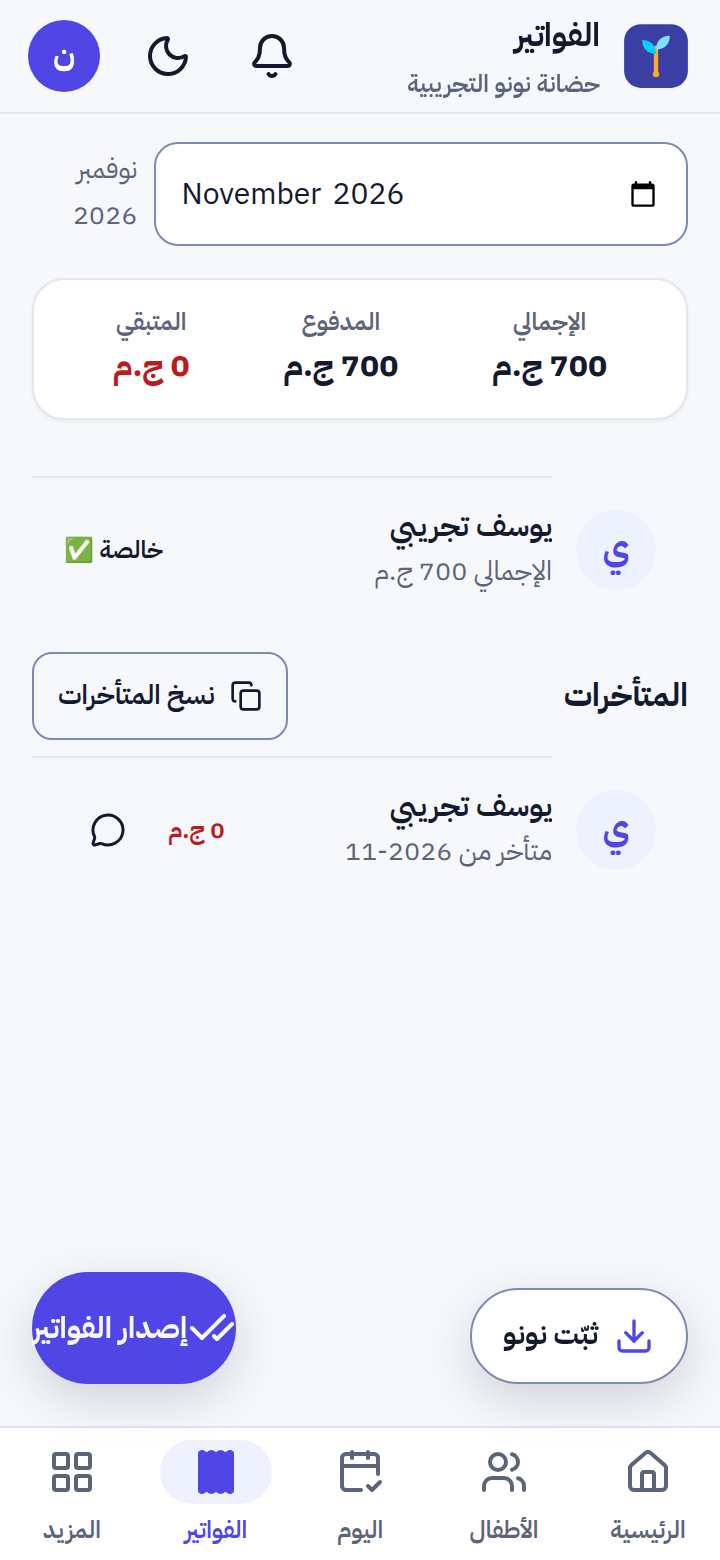 الفواتير
حضانة نونو التجريبية
ن
November 2026
نوفمبر
2026
الإجمالي المدفوع المتبقي
700 ج.م 700 ج.م 0 ج.م
ي
يوسف تجريبي
الإجمالي 700 ج.م
خالصة ✅
المتأخرات
نسخ المتأخرات
ي
يوسف تجريبي
متأخر من 2026-11
0 ج.م
ثبّت نونو
إصدار الفواتير
الرئيسية الأطفال اليوم الفواتير المزيد